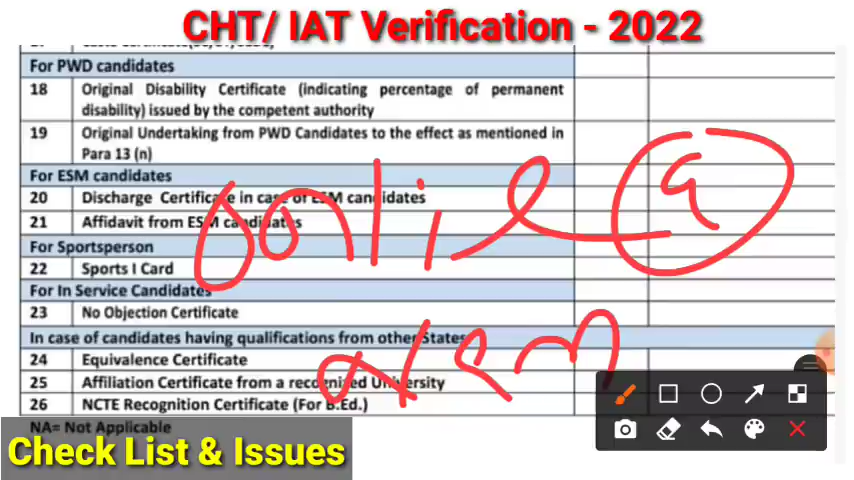 CHT/ IAT Verification - 2022
For PWD candidates
18 Original Disability Certificate (indicating percentage of permanent
disability) issued by the competent authority
19 Original Undertaking from PWD Candidates to the effect as mentioned in
Para 13 (n)
For ESM candidates
20 Discharge Certificate in case of ESM candidates
21 Affidavit from ESM candidates
For Sportsperson
22 Sports I Card
For In Service Candidates
23 No Objection Certificate
In case of candidates having qualifications from other States
24 Equivalence Certificate
25 Affiliation Certificate from a recognized University
26 NCTE Recognition Certificate (For B.Ed.)
NA= Not Applicable
Check List & Issues